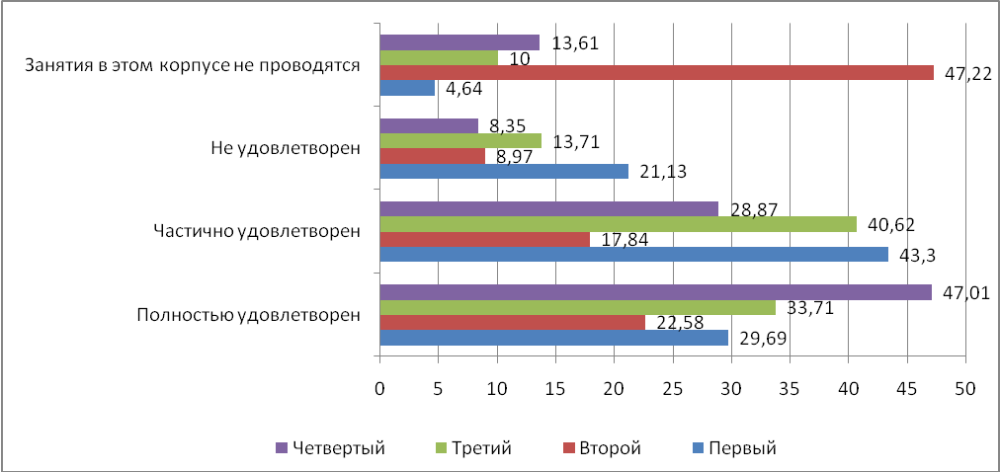 Занятия в этом корпусе не проводятся
13,61
10
47,22
4,64
Не удовлетворен
8,35
13,71
8,97
21,13
Частично удовлетворен
28,87
40,62
17,84
43,3
Полностью удовлетворен
47,01
33,71
22,58
29,69
0 5 10 15 20 25 30 35 40 45 50
Четвертый Третий Второй Первый